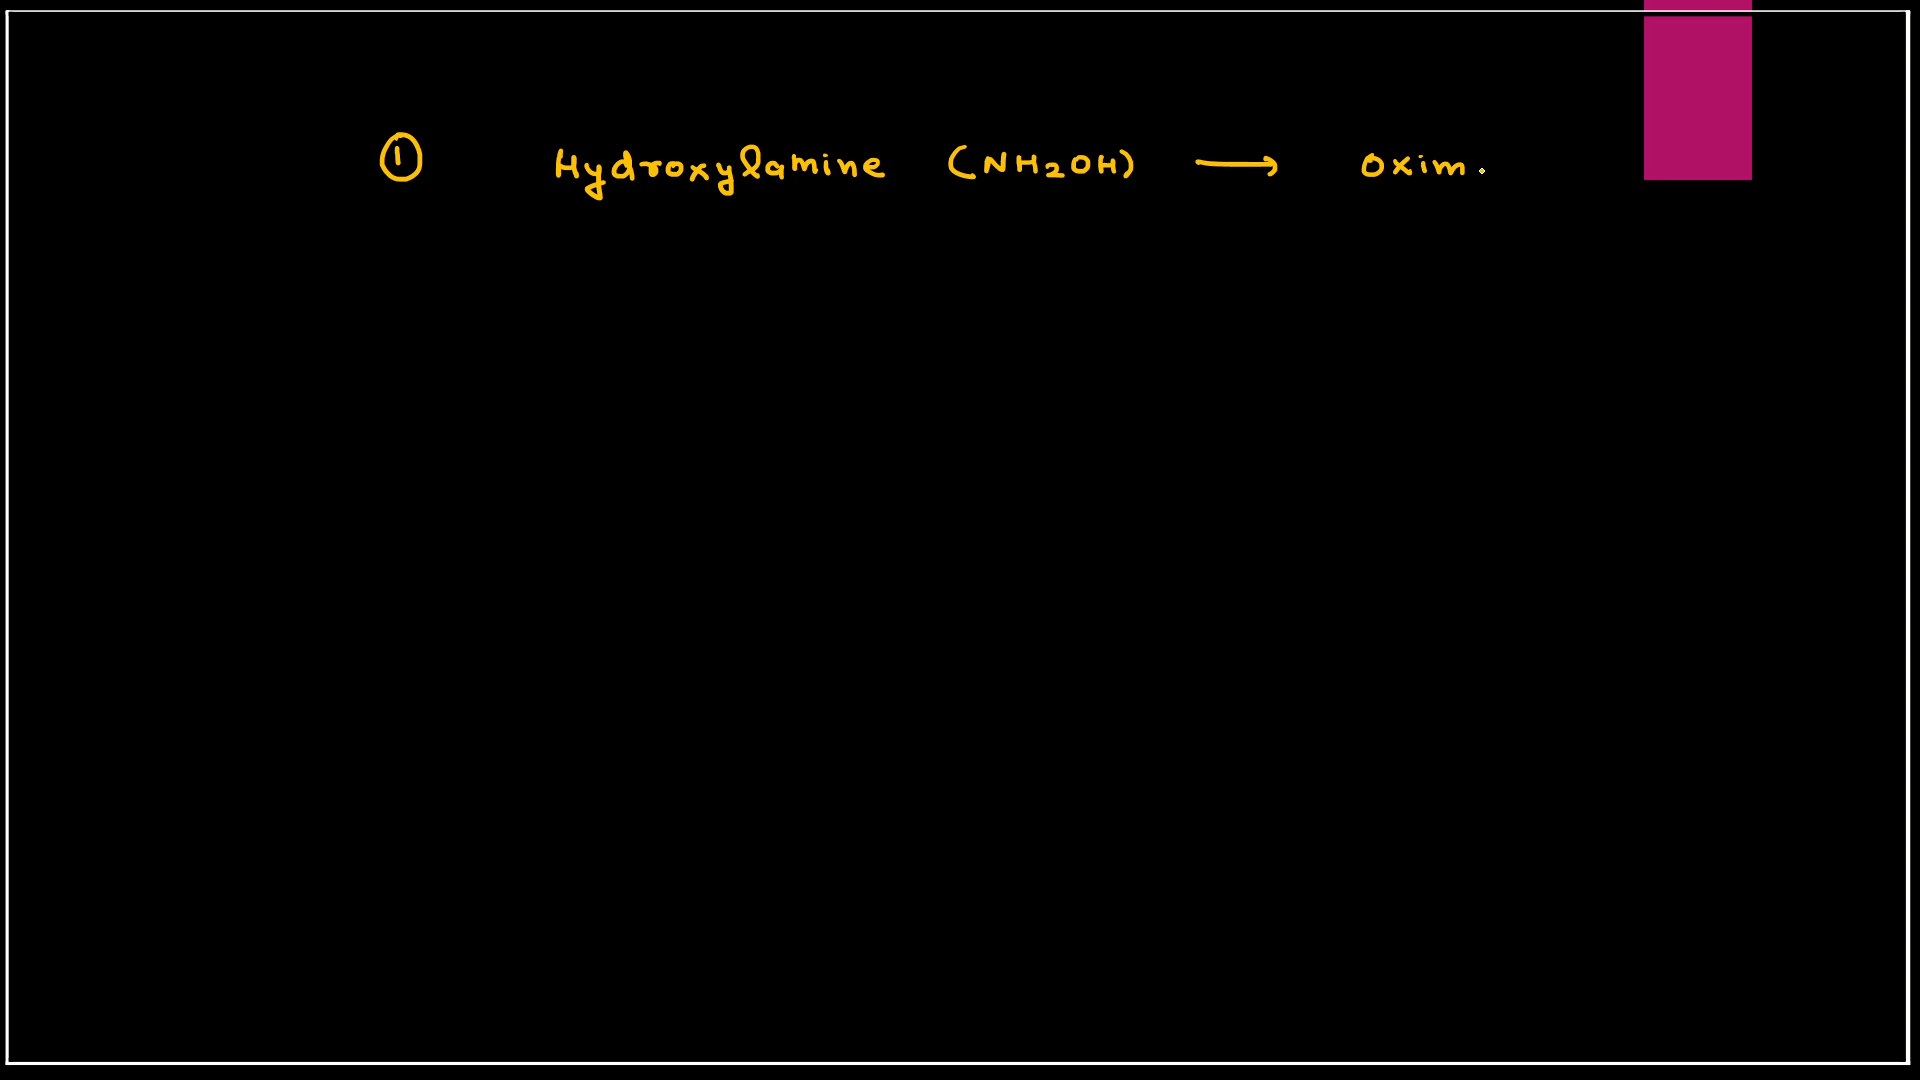 ① Hydroxylamine (NH2OH) → Oxim